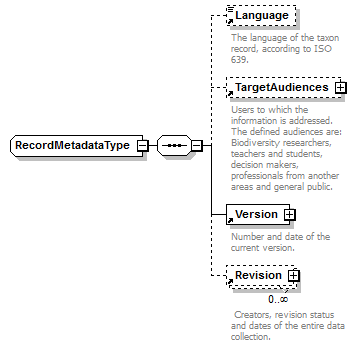 Language
The language of the taxon
record, according to ISO
639.
TargetAudiences
Users to which the
information is addressed.
The defined audiences are:
Biodiversity researchers,
teachers and students,
decision makers,
professionals from another
areas and general public.
RecordMetadataType
Version
Number and date of the
current version.
Revision
0..∞
Creators, revision status
and dates of the entire data
collection.